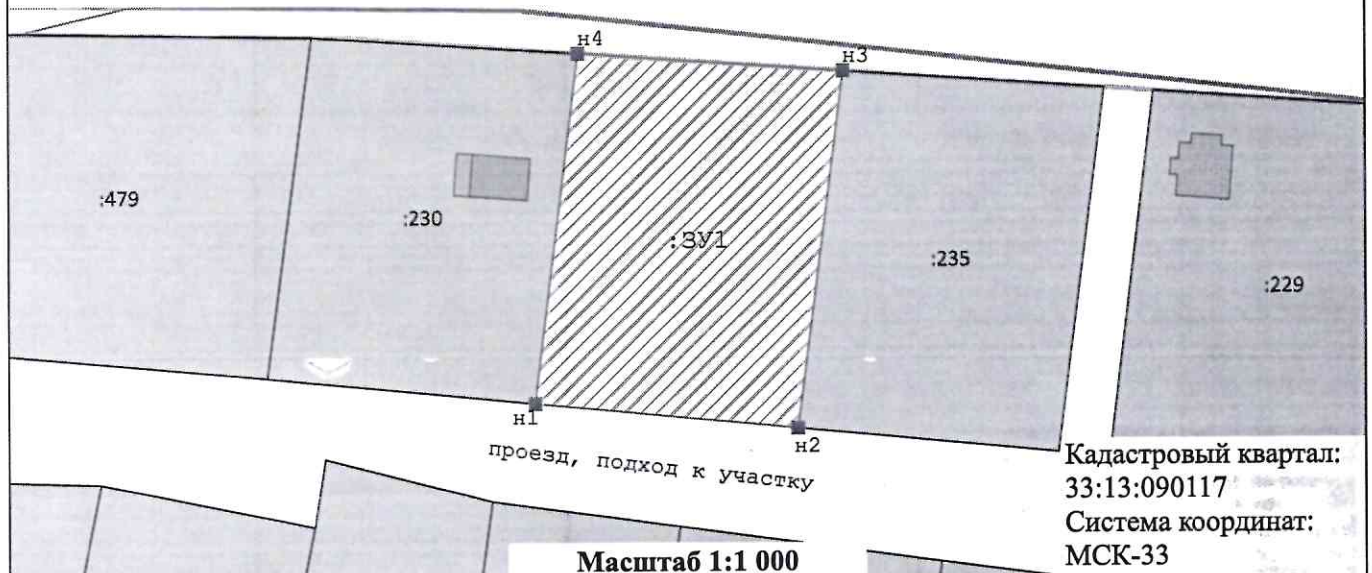 н4
н3
:479
:230
:ЗУ1
:235
:229
н1
н2
проезд, подход к участку
Кадастровый квартал:
33:13:090117
Система координат:
МСК-33
Масштаб 1:1 000